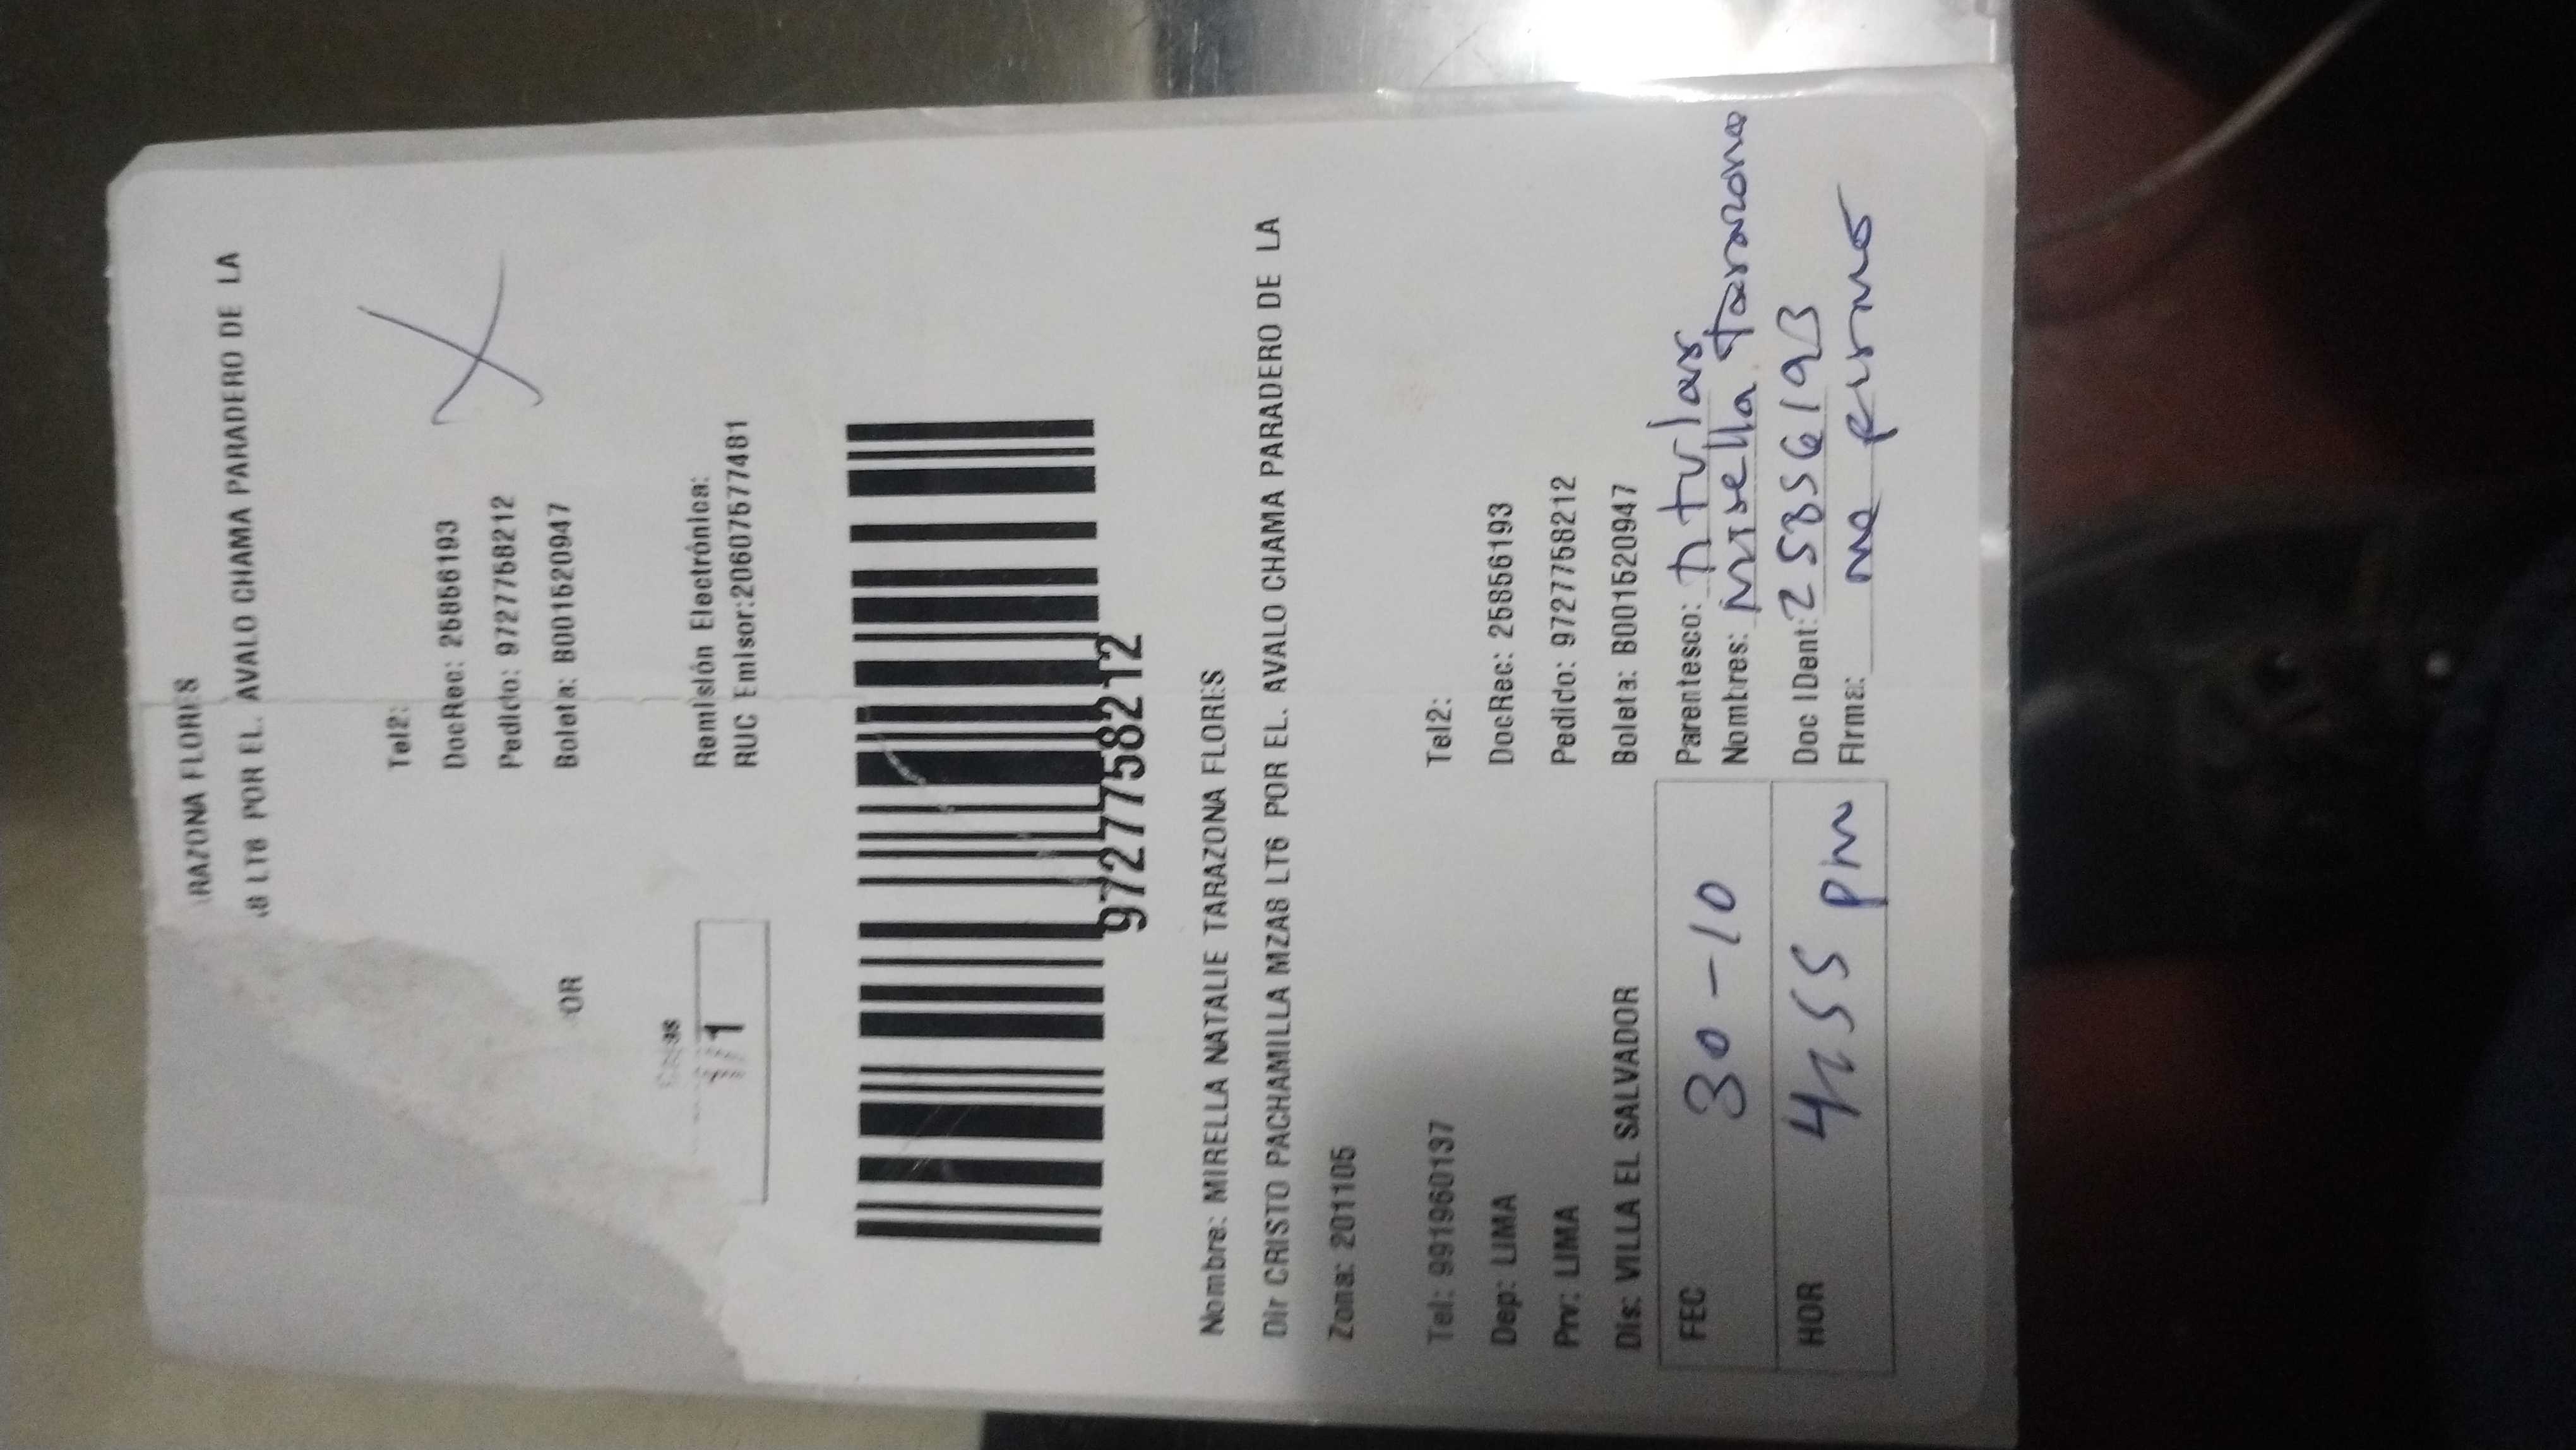 RAZONA FLORES
8 LT6 POR EL. AVALO CHAMA PARADERO DE LA
Tel2:
DocRec: 25856193
Pedido: 9727758212
OR Boleta: B001520947
Remisión Electrónica:
1 RUC Emisor:20607577481
9727758212
Nombre: MIRELLA NATALIE TARAZONA FLORES
Dir CRISTO PACHAMILLA MZA8 LT6 POR EL. AVALO CHAMA PARADERO DE LA
Zona: 201105
Tel: 991960137 Tel2:
Dep: LIMA DocRec: 25856193
Prv: LIMA Pedido: 9727758212
Dis: VILLA EL SALVADOR Boleta: B001520947
FEC 30-10 Parentesco: titular
Nombres: Mirella tarazona
HOR 4:55 pm Doc IDent: 25856193
Firma: no firmo